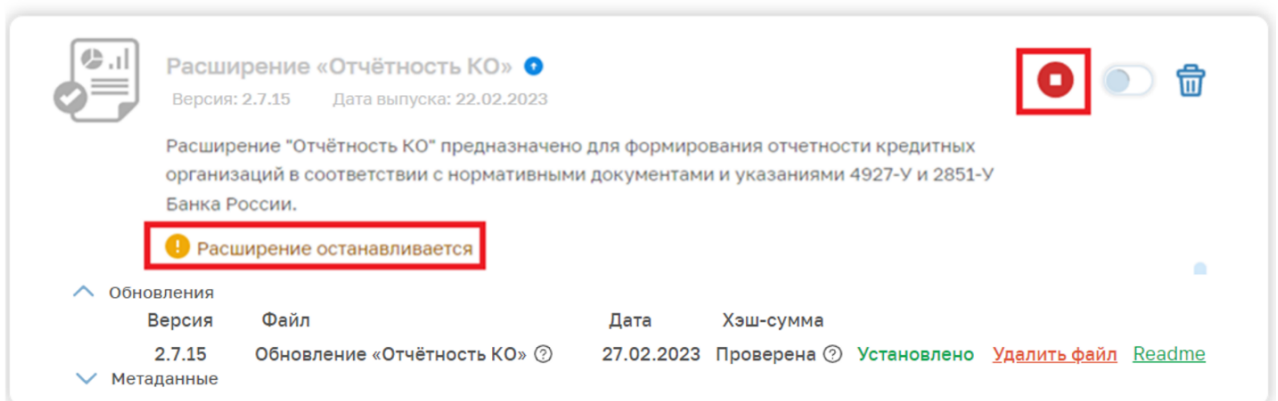 Расширение «Отчётность КО»
Версия: 2.7.15 Дата выпуска: 22.02.2023
Расширение "Отчётность КО" предназначено для формирования отчетности кредитных
организаций в соответствии с нормативными документами и указаниями 4927-У и 2851-У
Банка России.
Расширение останавливается
Обновления
Версия Файл Дата Хэш-сумма
2.7.15 Обновление «Отчётность КО» 27.02.2023 Проверена Установлено Удалить файл Readme
Метаданные